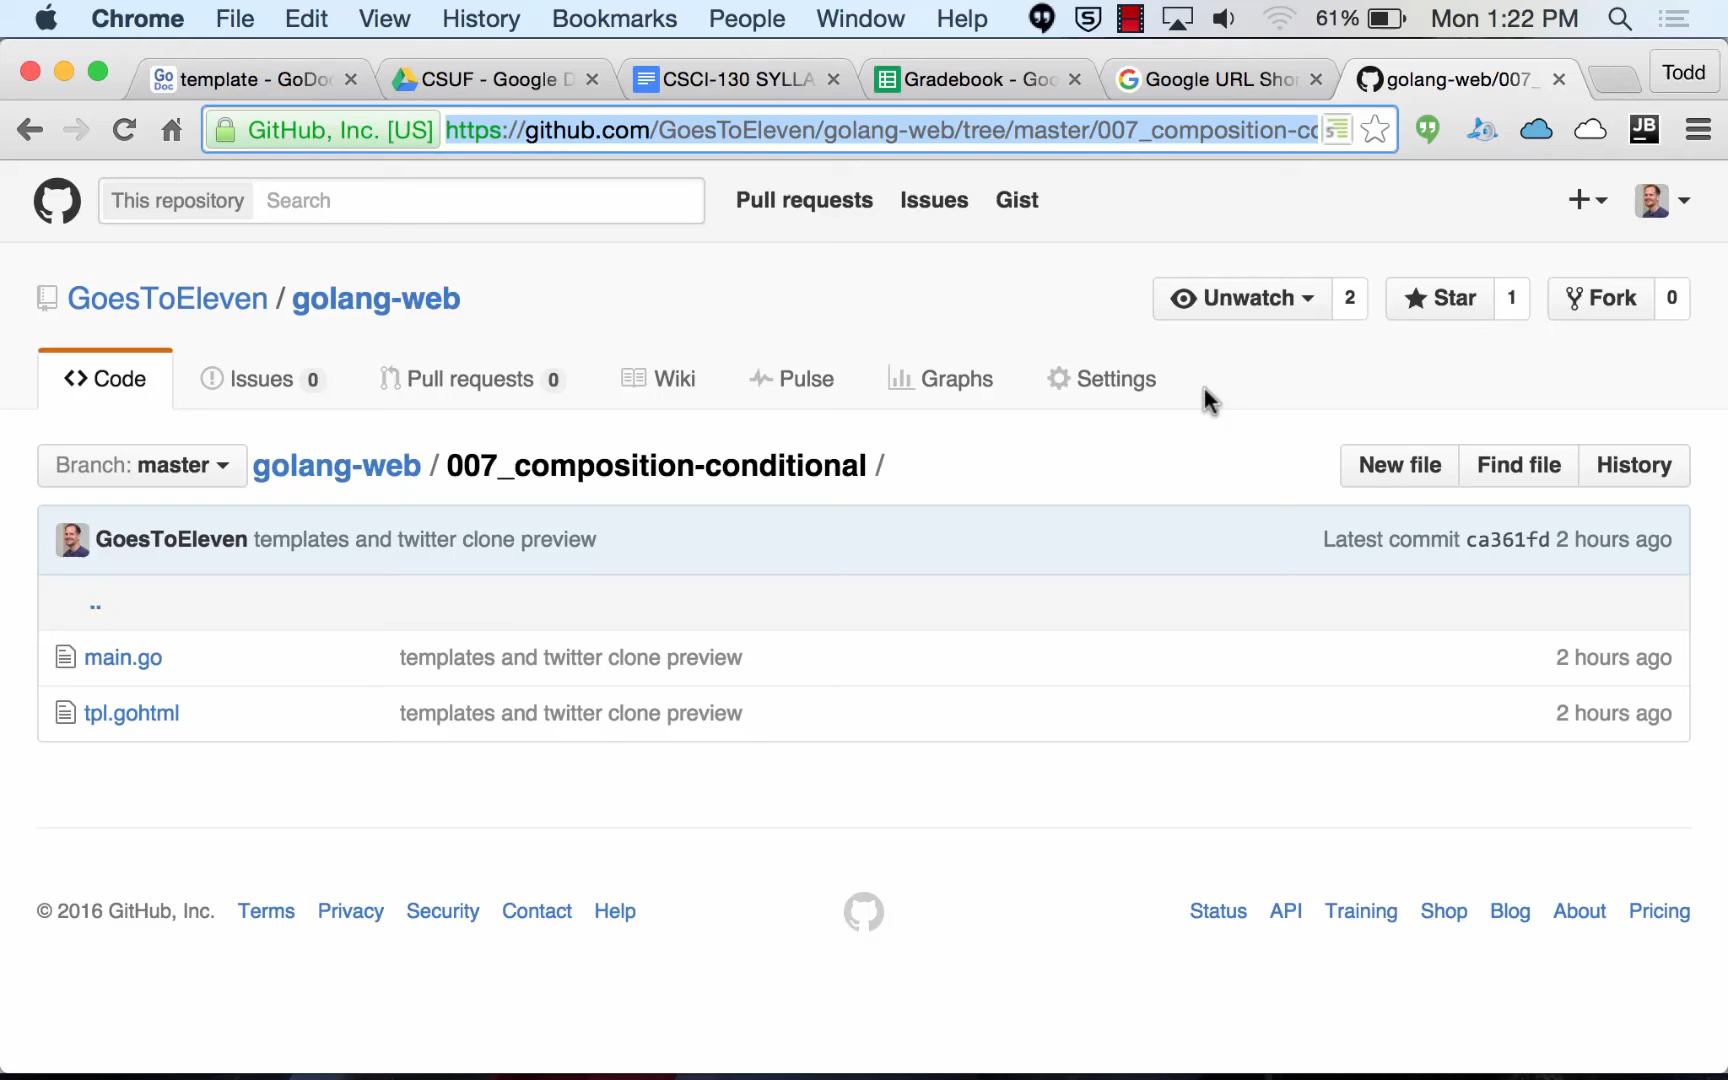 Chrome File Edit View History Bookmarks People Window Help 61% Mon 1:22 PM
Go Doc template - GoDo CSUF - Google D CSCI-130 SYLLA Gradebook - Goo Google URL Sho golang-web/007_ Todd
GitHub, Inc. [US] https://github.com/GoesToEleven/golang-web/tree/master/007_composition-co JB
This repository Search Pull requests Issues Gist
GoesToEleven / golang-web Unwatch 2 Star 1 Fork 0
Code Issues 0 Pull requests 0 Wiki Pulse Graphs Settings
Branch: master golang-web / 007_composition-conditional / New file Find file History
GoesToEleven templates and twitter clone preview Latest commit ca361fd 2 hours ago
..
main.go templates and twitter clone preview 2 hours ago
tpl.gohtml templates and twitter clone preview 2 hours ago
© 2016 GitHub, Inc. Terms Privacy Security Contact Help Status API Training Shop Blog About Pricing